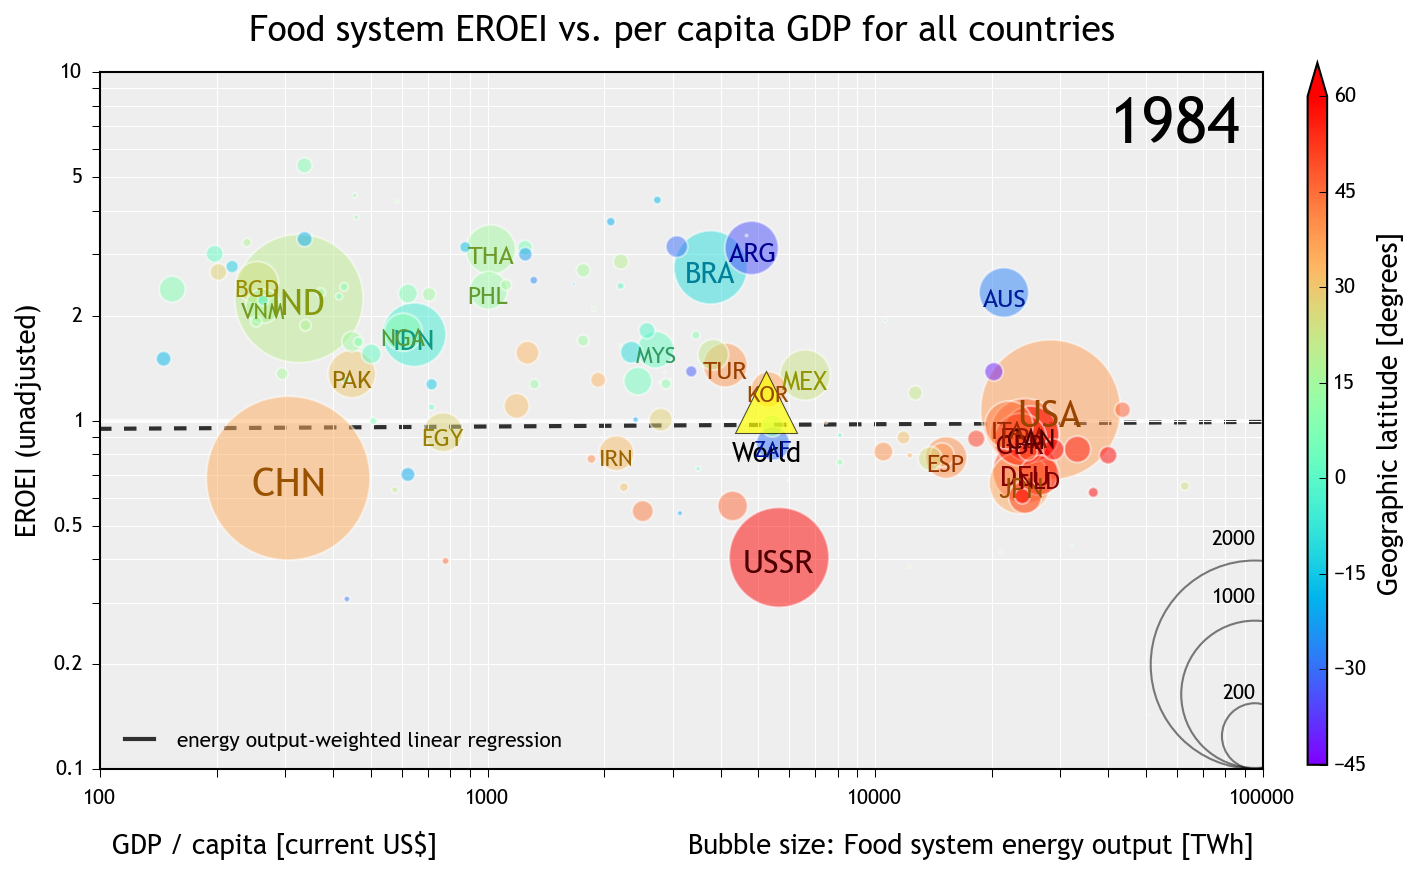 Food system EROEI vs. per capita GDP for all countries
1984
EROEI (unadjusted)
10
5
2
1
0.5
0.2
0.1
THA
ARG
BRA
BGD
IND
VNM
PHL
AUS
NGA
IDN
MYS
TUR
PAK
KOR
MEX
USA
EGY
World
ZAF
IRN
ESP
CHN
DEU
NLD
JPN
CAN
USSR
2000
1000
200
energy output-weighted linear regression
100
1000
10000
100000
GDP / capita [current US$]
Bubble size: Food system energy output [TWh]
60
45
30
15
0
−15
−30
−45
Geographic latitude [degrees]